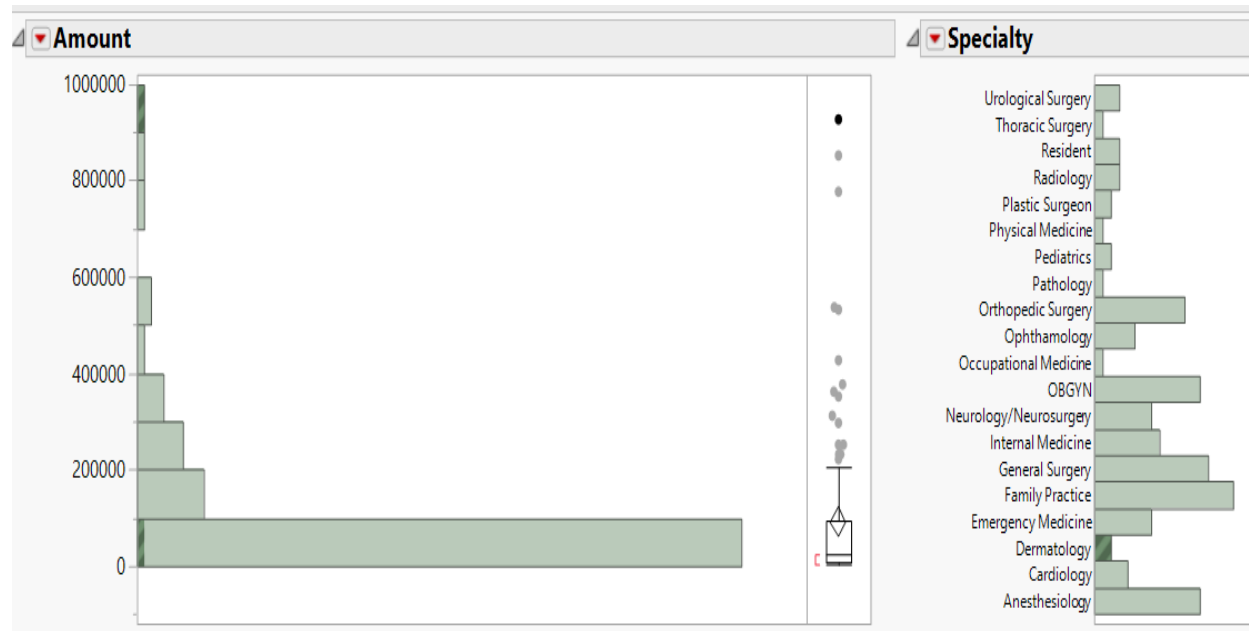 Amount
1000000
800000
600000
400000
200000
0
Specialty
Urological Surgery
Thoracic Surgery
Resident
Radiology
Plastic Surgeon
Physical Medicine
Pediatrics
Pathology
Orthopedic Surgery
Ophthamology
Occupational Medicine
OBGYN
Neurology/Neurosurgery
Internal Medicine
General Surgery
Family Practice
Emergency Medicine
Dermatology
Cardiology
Anesthesiology